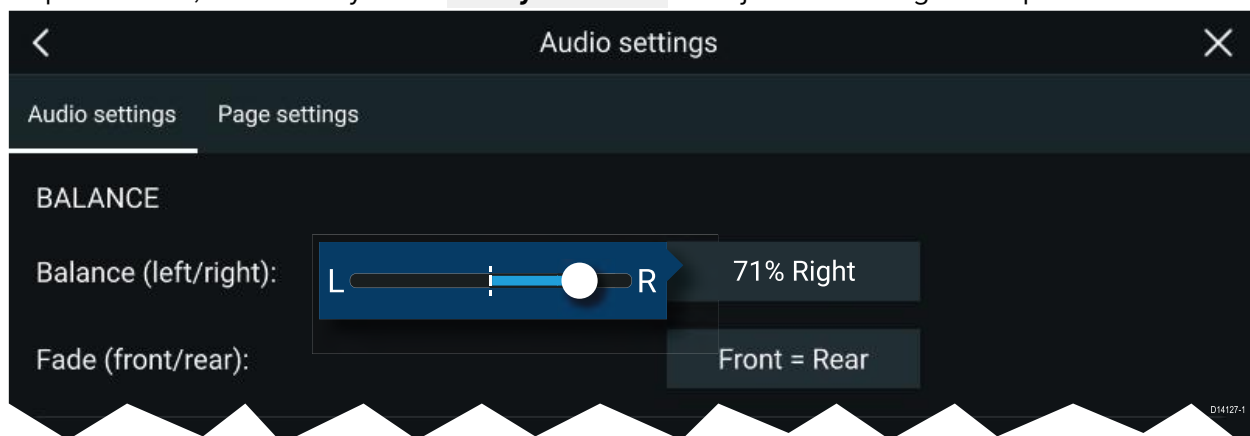 Audio settings
Audio settings Page settings
BALANCE
Balance (left/right): L R 71% Right
Fade (front/rear): Front = Rear
D14127-1